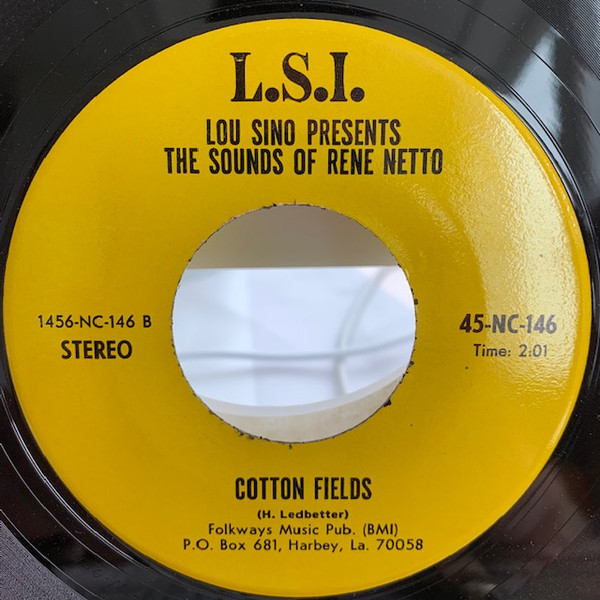 L.S.I.
LOU SINO PRESENTS
THE SOUNDS OF RENE NETTO
1456-NC-146 B
STEREO
45-NC-146
Time: 2:01
COTTON FIELDS
(H. Ledbetter)
Folkways Music Pub. (BMI)
P.O. Box 681, Harbey, La. 70058